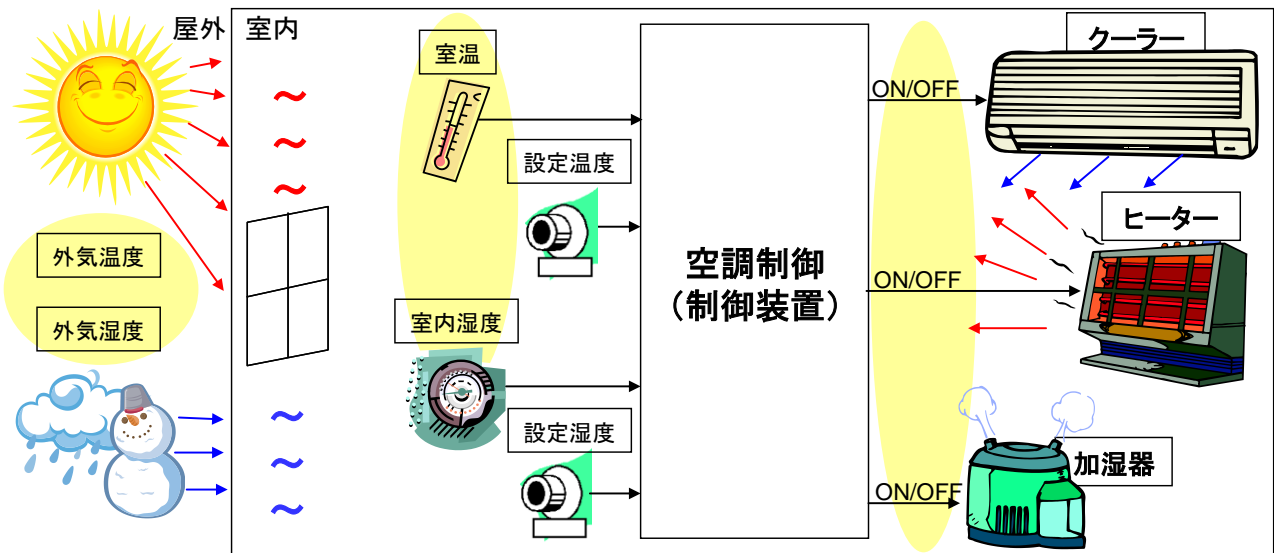 屋外
室内
外気温度
外気湿度
室温
設定温度
室内湿度
設定湿度
空調制御
(制御装置)
ON/OFF
クーラー
ON/OFF
ヒーター
ON/OFF
加湿器